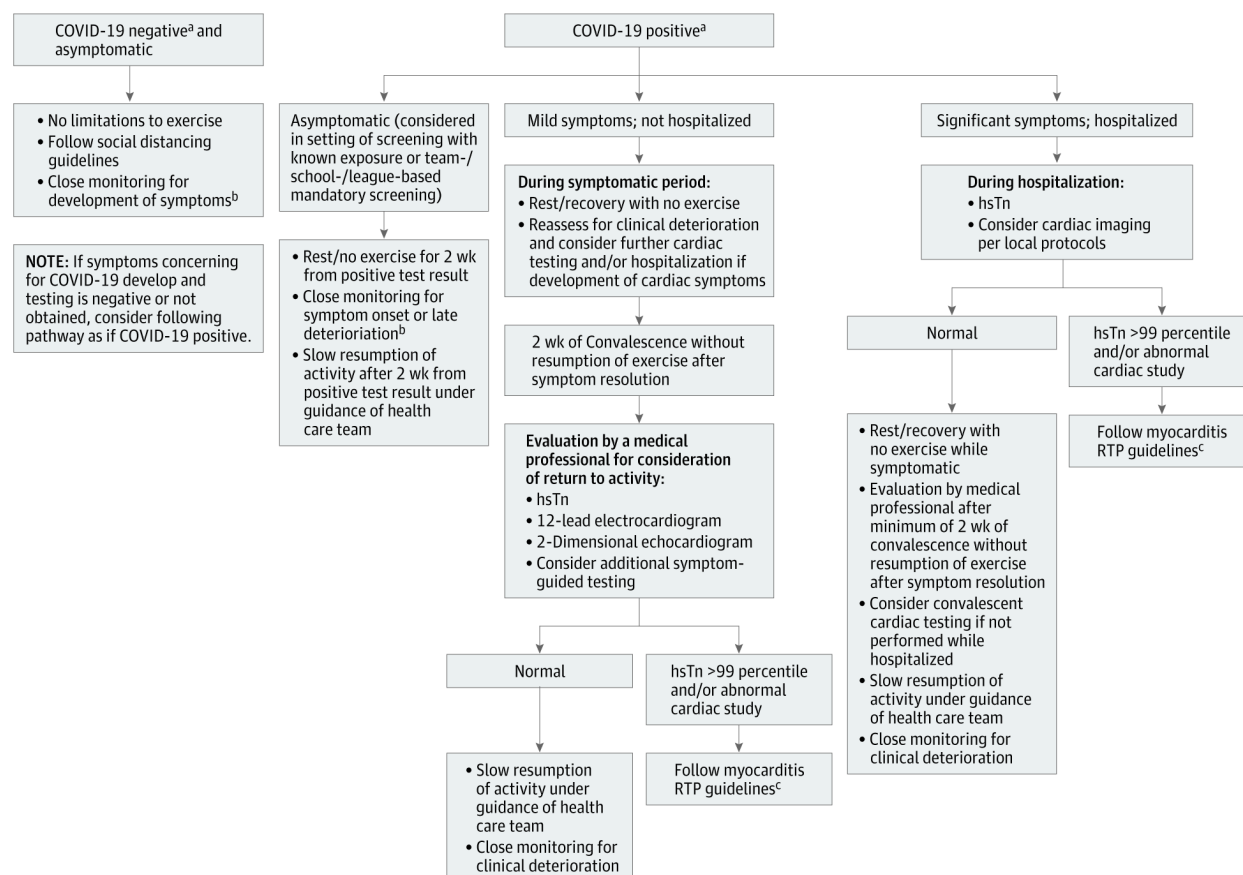 COVID-19 negativeᵃ and
asymptomatic
• No limitations to exercise
• Follow social distancing
guidelines
• Close monitoring for
development of symptomsᵇ
NOTE: If symptoms concerning
for COVID-19 develop and
testing is negative or not
obtained, consider following
pathway as if COVID-19 positive.
COVID-19 positiveᵃ
Asymptomatic (considered
in setting of screening with
known exposure or team-/
school-/league-based
mandatory screening)
• Rest/no exercise for 2 wk
from positive test result
• Close monitoring for
symptom onset or late
deterioriationᵇ
• Slow resumption of
activity after 2 wk from
positive test result under
guidance of health
care team
Mild symptoms; not hospitalized
During symptomatic period:
• Rest/recovery with no exercise
• Reassess for clinical deterioration
and consider further cardiac
testing and/or hospitalization if
development of cardiac symptoms
2 wk of Convalescence without
resumption of exercise after
symptom resolution
Evaluation by a medical
professional for consideration
of return to activity:
• hsTn
• 12-lead electrocardiogram
• 2-Dimensional echocardiogram
• Consider additional symptom-
guided testing
Normal
• Slow resumption
of activity under
guidance of health
care team
• Close monitoring for
clinical deterioration
hsTn >99 percentile
and/or abnormal
cardiac study
Follow myocarditis
RTP guidelinesᶜ
Significant symptoms; hospitalized
During hospitalization:
• hsTn
• Consider cardiac imaging
per local protocols
Normal
• Rest/recovery with
no exercise while
symptomatic
• Evaluation by medical
professional after
minimum of 2 wk of
convalescence without
resumption of exercise
after symptom resolution
• Consider convalescent
cardiac testing if not
performed while
hospitalized
• Slow resumption of
activity under guidance
of health care team
• Close monitoring for
clinical deterioration
hsTn >99 percentile
and/or abnormal
cardiac study
Follow myocarditis
RTP guidelinesᶜ